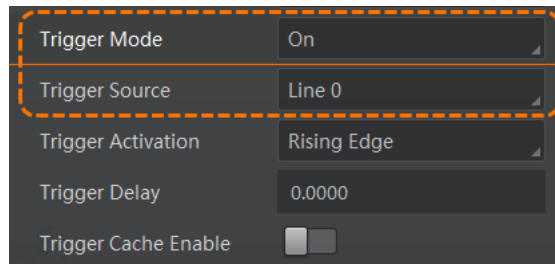 Trigger Mode On
Trigger Source Line 0
Trigger Activation Rising Edge
Trigger Delay 0.0000
Trigger Cache Enable